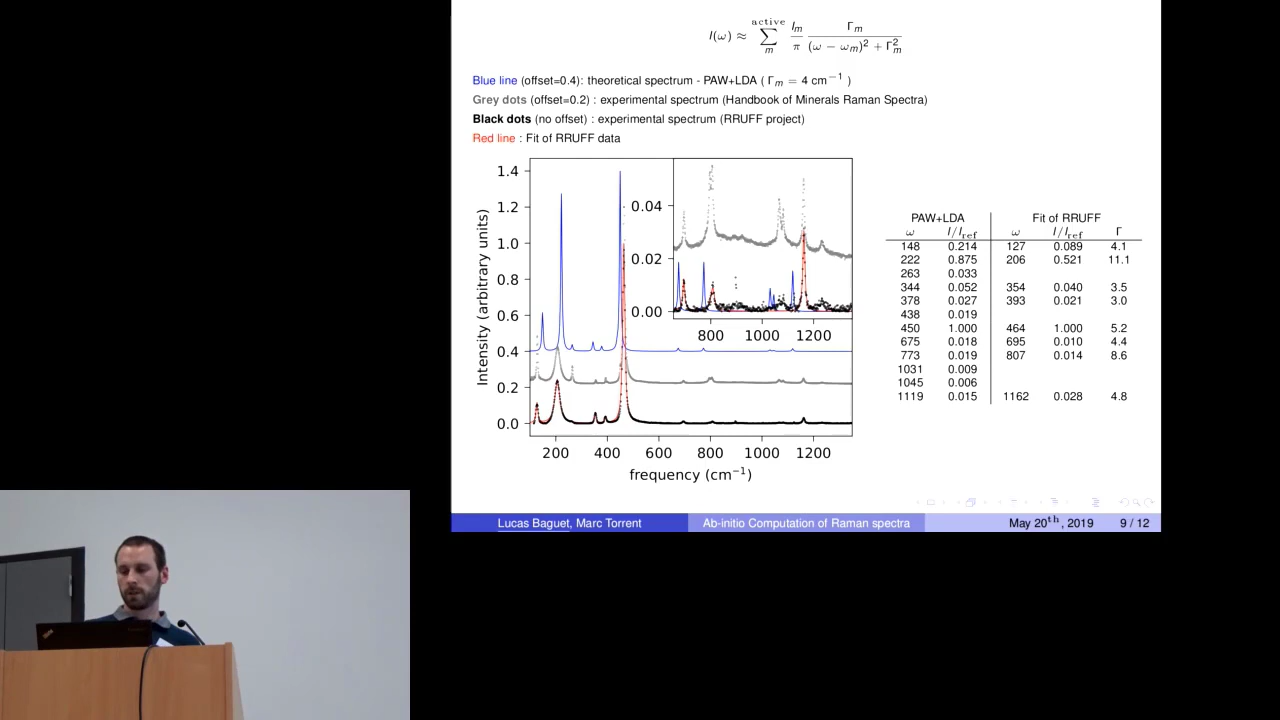 I(ω) ≈ ∑ₘ^active Iₘ/π Γₘ/((ω − ωₘ)² + Γₘ²)
Blue line (offset=0.4): theoretical spectrum - PAW+LDA ( Γₘ = 4 cm⁻¹ )
Grey dots (offset=0.2) : experimental spectrum (Handbook of Minerals Raman Spectra)
Black dots (no offset) : experimental spectrum (RRUFF project)
Red line : Fit of RRUFF data
Intensity (arbitrary units)
1.4
1.2
1.0
0.8
0.6
0.4
0.2
0.0
200 400 600 800 1000 1200
frequency (cm⁻¹)
0.04
0.02
0.00
800 1000 1200
PAW+LDA Fit of RRUFF
ω I/I_ref ω I/I_ref Γ
148 0.214 127 0.089 4.1
222 0.875 206 0.521 11.1
263 0.033
344 0.052 354 0.040 3.5
378 0.027 393 0.021 3.0
438 0.019
450 1.000 464 1.000 5.2
675 0.018 695 0.010 4.4
773 0.019 807 0.014 8.6
1031 0.009
1045 0.006
1119 0.015 1162 0.028 4.8
Lucas Baguet, Marc Torrent Ab-initio Computation of Raman spectra May 20th, 2019 9 / 12